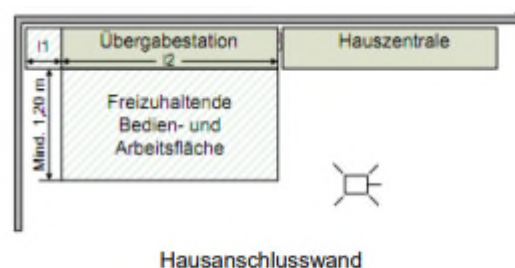 l1
Übergabestation
Hauszentrale
l2
Mind. 1,20 m
Freizuhaltende
Bedien- und
Arbeitsfläche
Hausanschlusswand